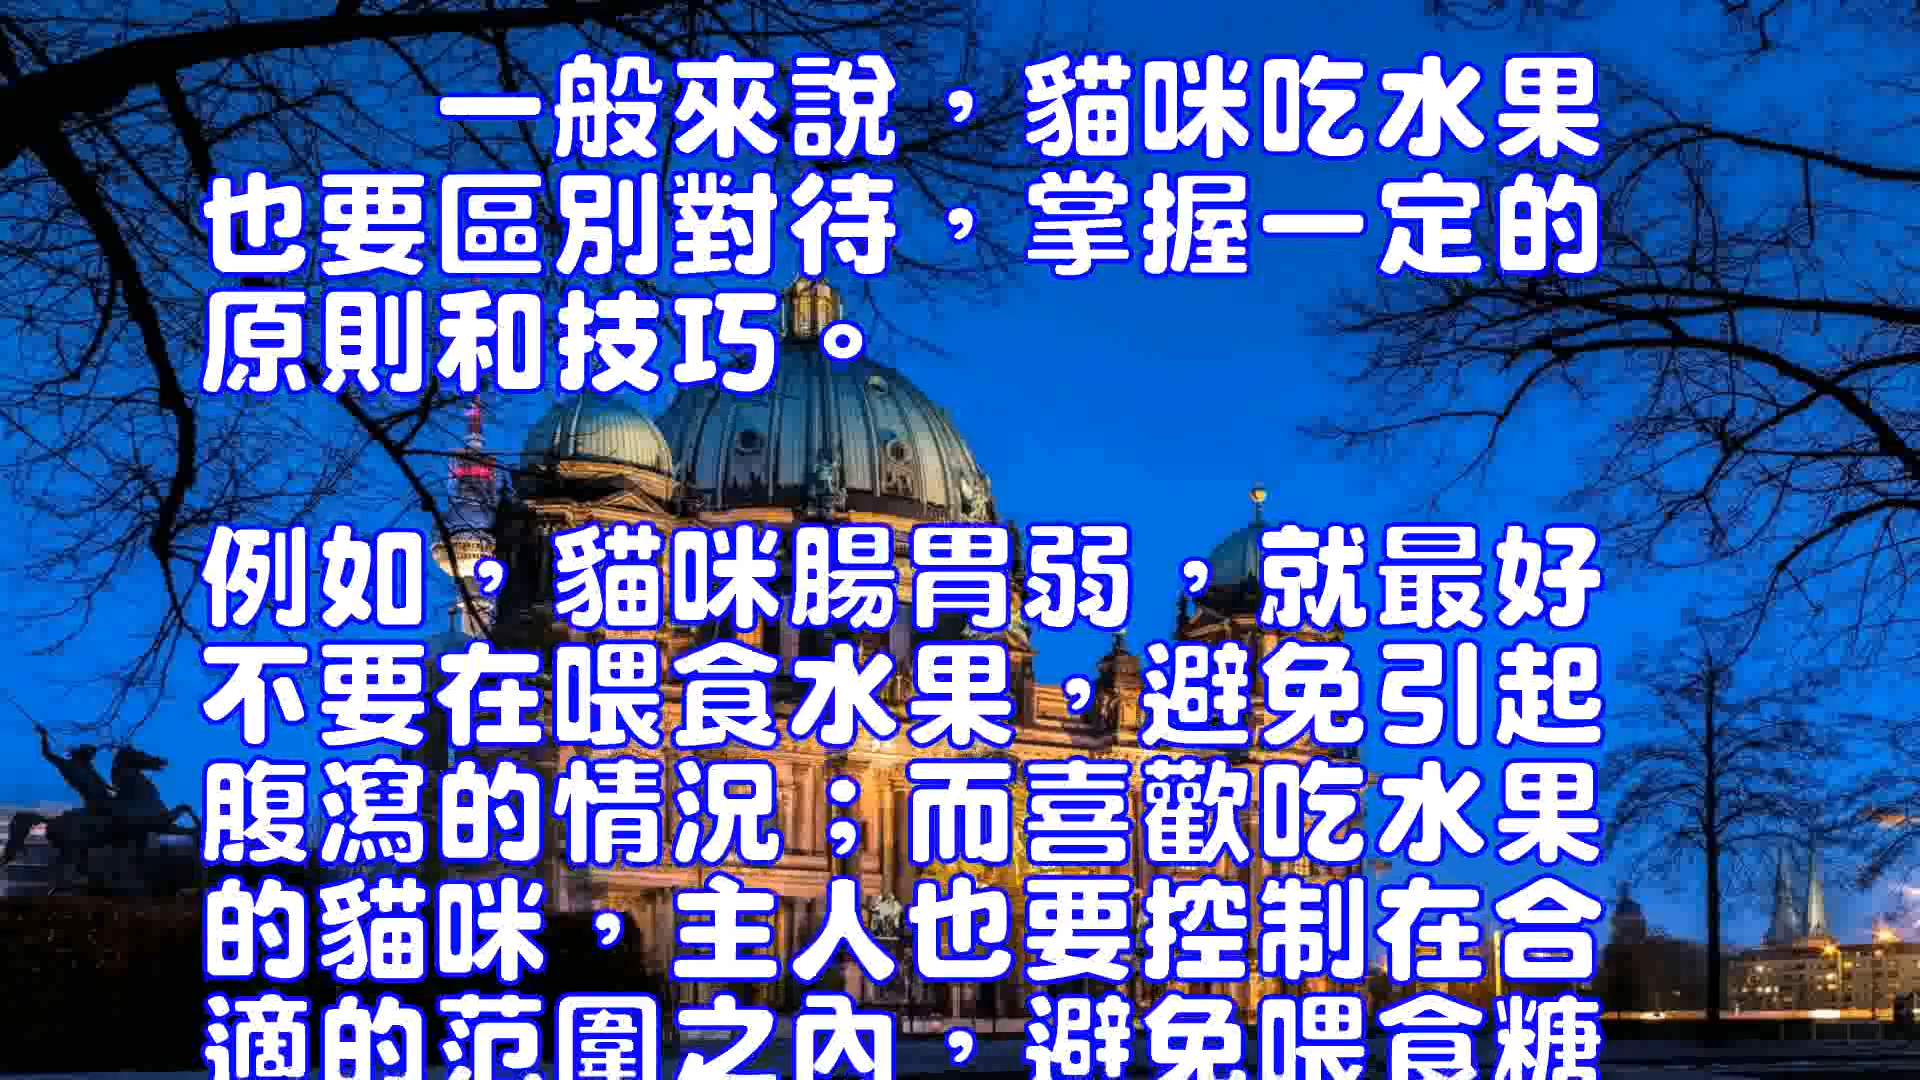 一般來說，貓咪吃水果
也要區別對待，掌握一定的
原則和技巧。
例如，貓咪腸胃弱，就最好
不要在喂食水果，避免引起
腹瀉的情況；而喜歡吃水果
的貓咪，主人也要控制在合
適的范圍之內，避免喂食糖